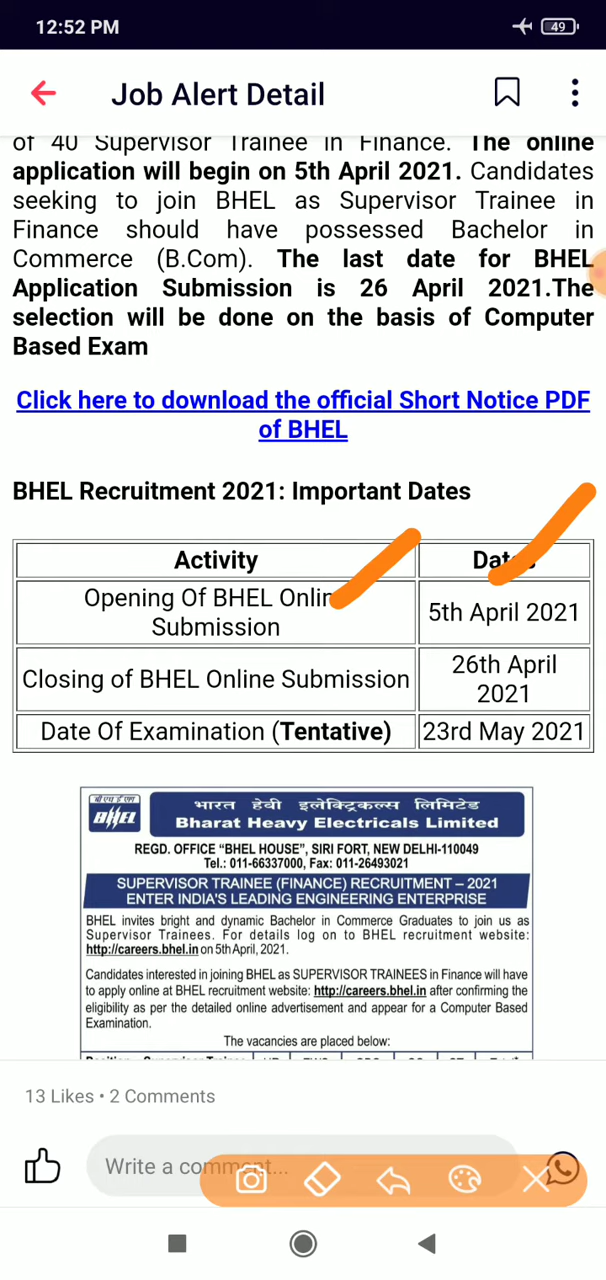 12:52 PM
49
Job Alert Detail
of 40 Supervisor Trainee in Finance. The online
application will begin on 5th April 2021. Candidates
seeking to join BHEL as Supervisor Trainee in
Finance should have possessed Bachelor in
Commerce (B.Com). The last date for BHEL
Application Submission is 26 April 2021.The
selection will be done on the basis of Computer
Based Exam
Click here to download the official Short Notice PDF
of BHEL
BHEL Recruitment 2021: Important Dates
Activity
Opening Of BHEL
Submission
5th April 2021
Closing of BHEL Online Submission
26th April
2021
Date Of Examination (Tentative)
23rd May 2021
बी एच ई एल
BHEL
भारत हेवी इलेक्ट्रिकल्स लिमिटेड
Bharat Heavy Electricals Limited
REGD. OFFICE “BHEL HOUSE”, SIRI FORT, NEW DELHI-110049
Tel.: 011-66337000, Fax: 011-26493021
SUPERVISOR TRAINEE (FINANCE) RECRUITMENT – 2021
ENTER INDIA'S LEADING ENGINEERING ENTERPRISE
BHEL invites bright and dynamic Bachelor in Commerce Graduates to join us as
Supervisor Trainees. For details log on to BHEL recruitment website:
http://careers.bhel.in on 5th April, 2021.
Candidates interested in joining BHEL as SUPERVISOR TRAINEES in Finance will have
to apply online at BHEL recruitment website: http://careers.bhel.in after confirming the
eligibility as per the detailed online advertisement and appear for a Computer Based
Examination.
The vacancies are placed below:
13 Likes • 2 Comments
Write a comment...